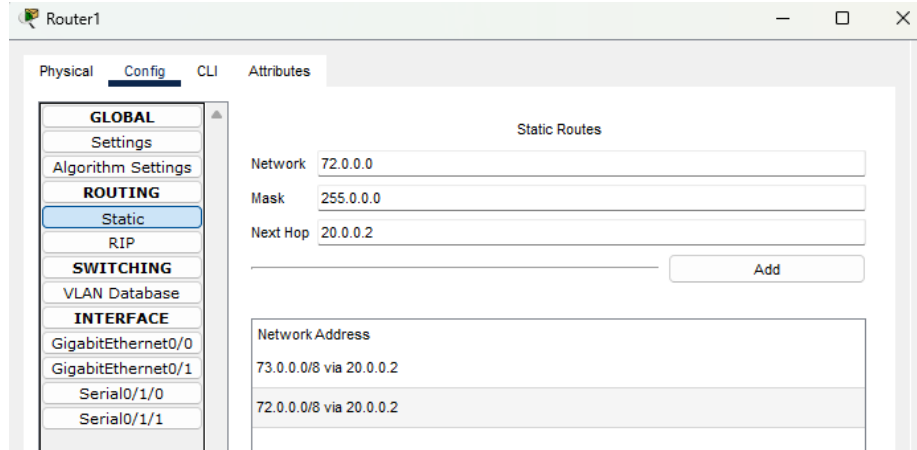 Router1
Physical Config CLI Attributes
GLOBAL
Settings
Algorithm Settings
ROUTING
Static
RIP
SWITCHING
VLAN Database
INTERFACE
GigabitEthernet0/0
GigabitEthernet0/1
Serial0/1/0
Serial0/1/1
Static Routes
Network 72.0.0.0
Mask 255.0.0.0
Next Hop 20.0.0.2
Add
Network Address
73.0.0.0/8 via 20.0.0.2
72.0.0.0/8 via 20.0.0.2